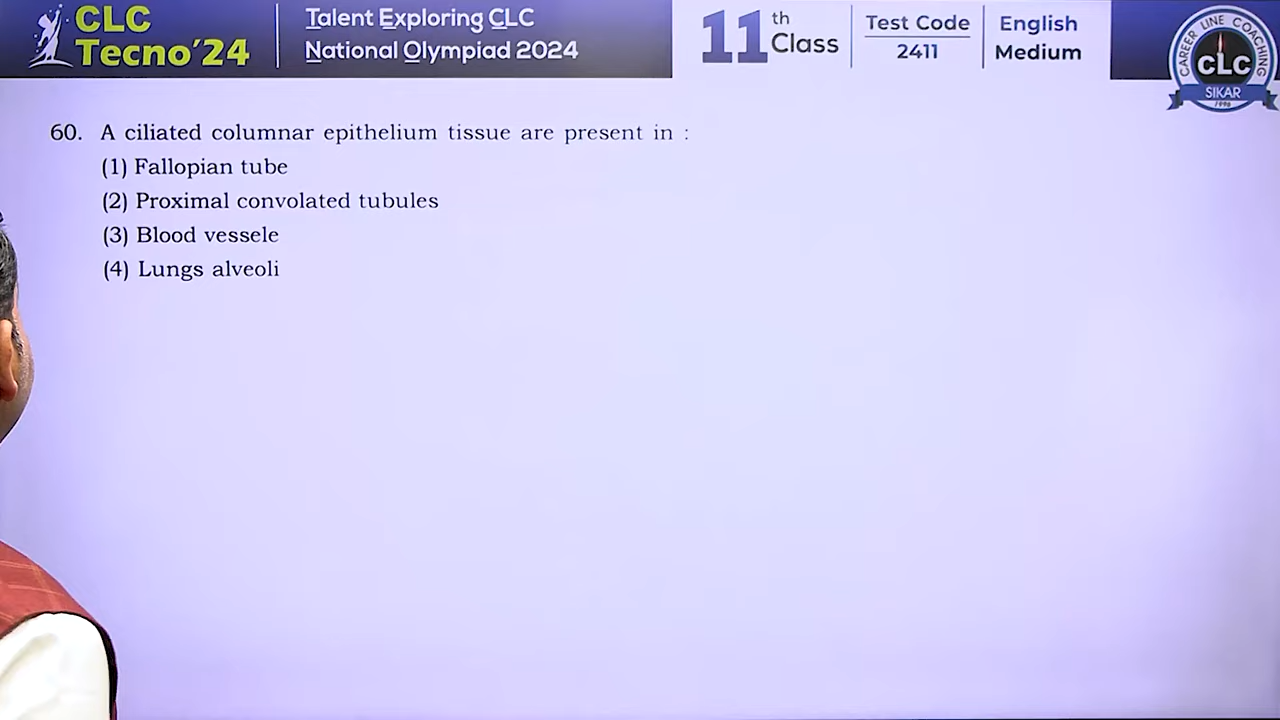 CLC
Tecno'24
Talent Exploring CLC
National Olympiad 2024
11th Class
Test Code
2411
English
Medium
CAREER LINE COACHING
CLC
SIKAR
1996
60. A ciliated columnar epithelium tissue are present in :
(1) Fallopian tube
(2) Proximal convolated tubules
(3) Blood vessele
(4) Lungs alveoli